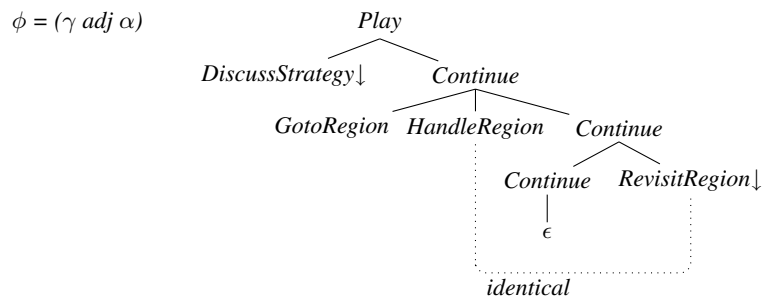 ϕ = (γ adj α)
Play
DiscussStrategy↓ Continue
GotoRegion HandleRegion Continue
Continue RevisitRegion↓
ϵ
identical